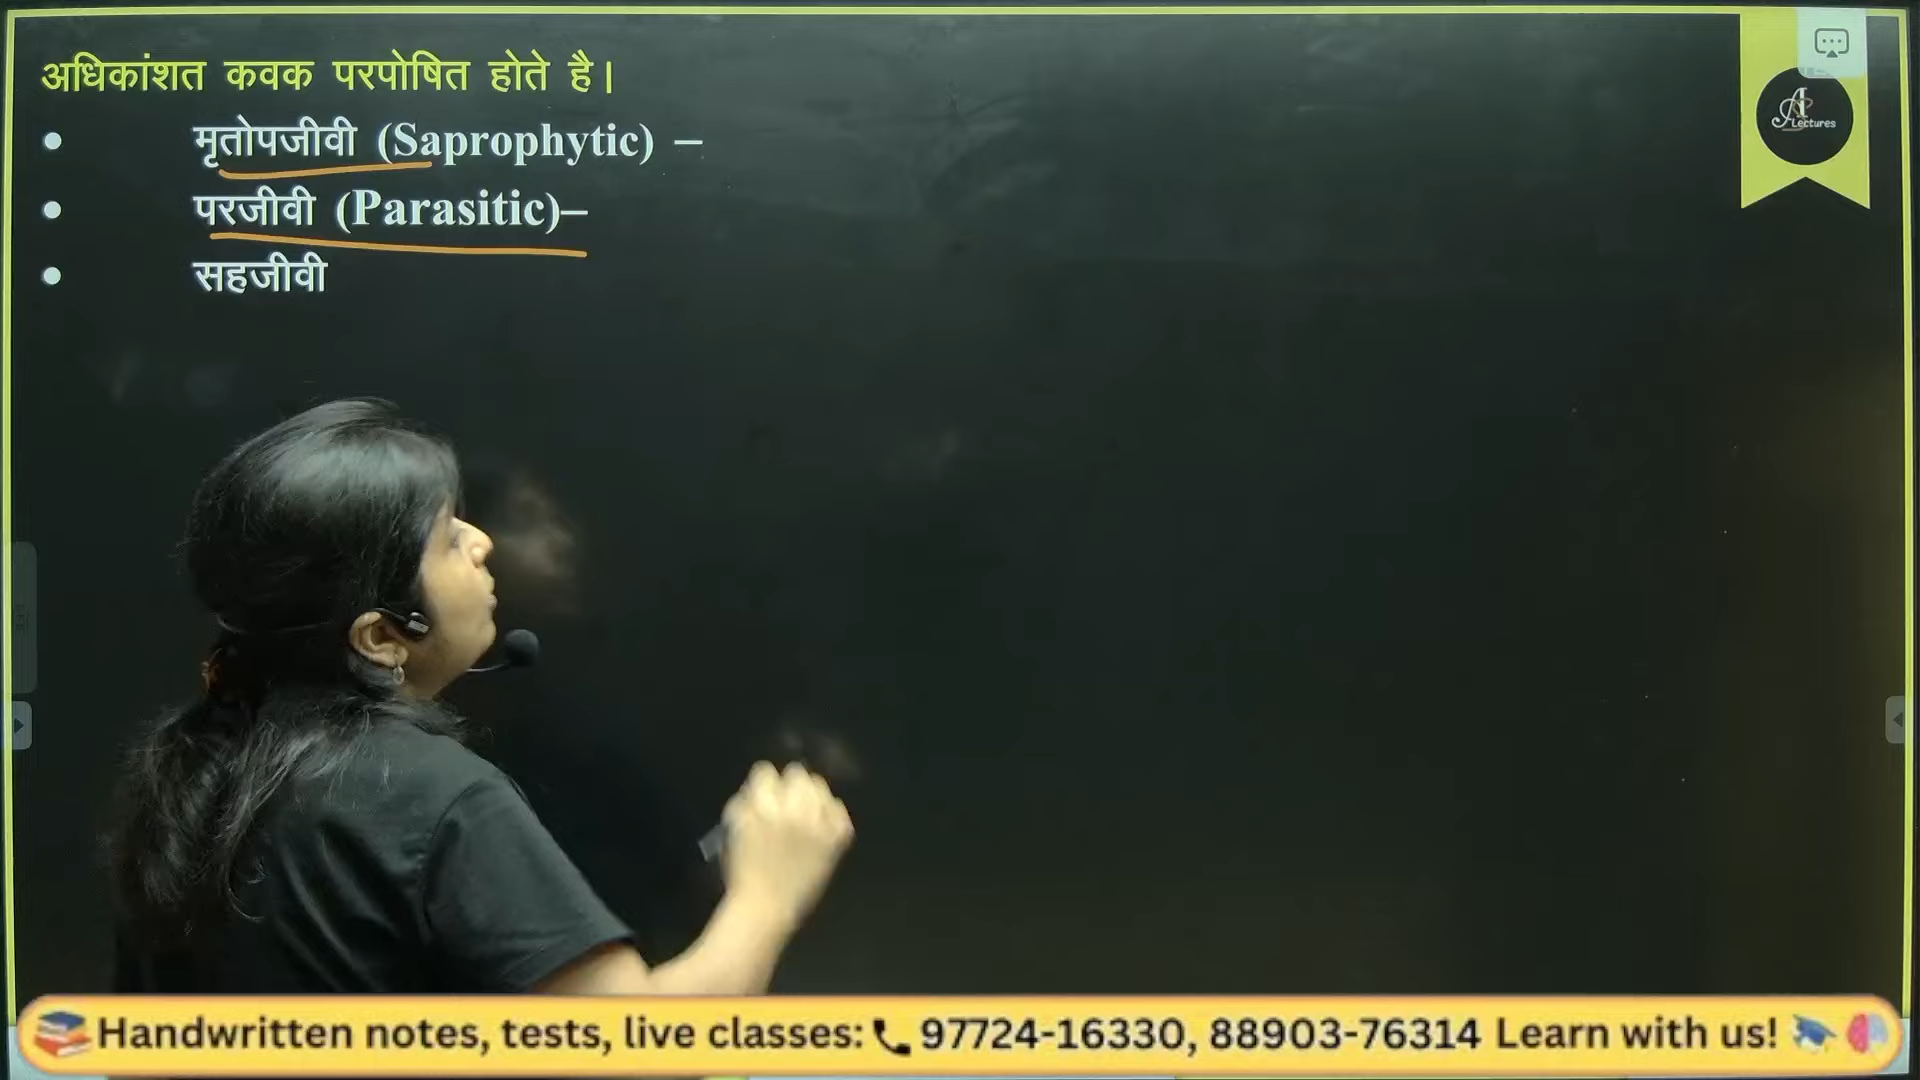 अधिकांशत कवक परपोषित होते है।
• मृतोपजीवी (Saprophytic) –
• परजीवी (Parasitic)–
• सहजीवी
Lectures
Handwritten notes, tests, live classes: 97724-16330, 88903-76314 Learn with us!